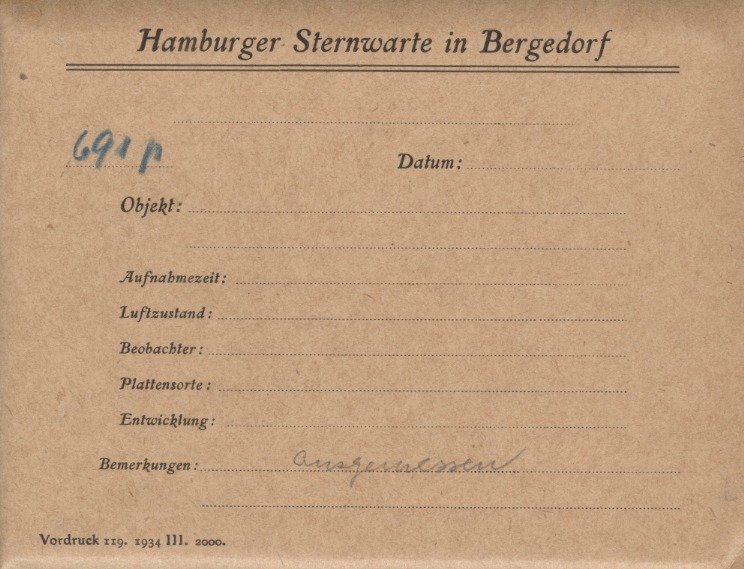 Hamburger Sternwarte in Bergedorf
691 p
Datum:
Objekt:
Aufnahmezeit:
Luftzustand:
Beobachter:
Plattensorte:
Entwicklung:
Bemerkungen: ausgemessen
Vordruck 119. 1934 III. 2000.